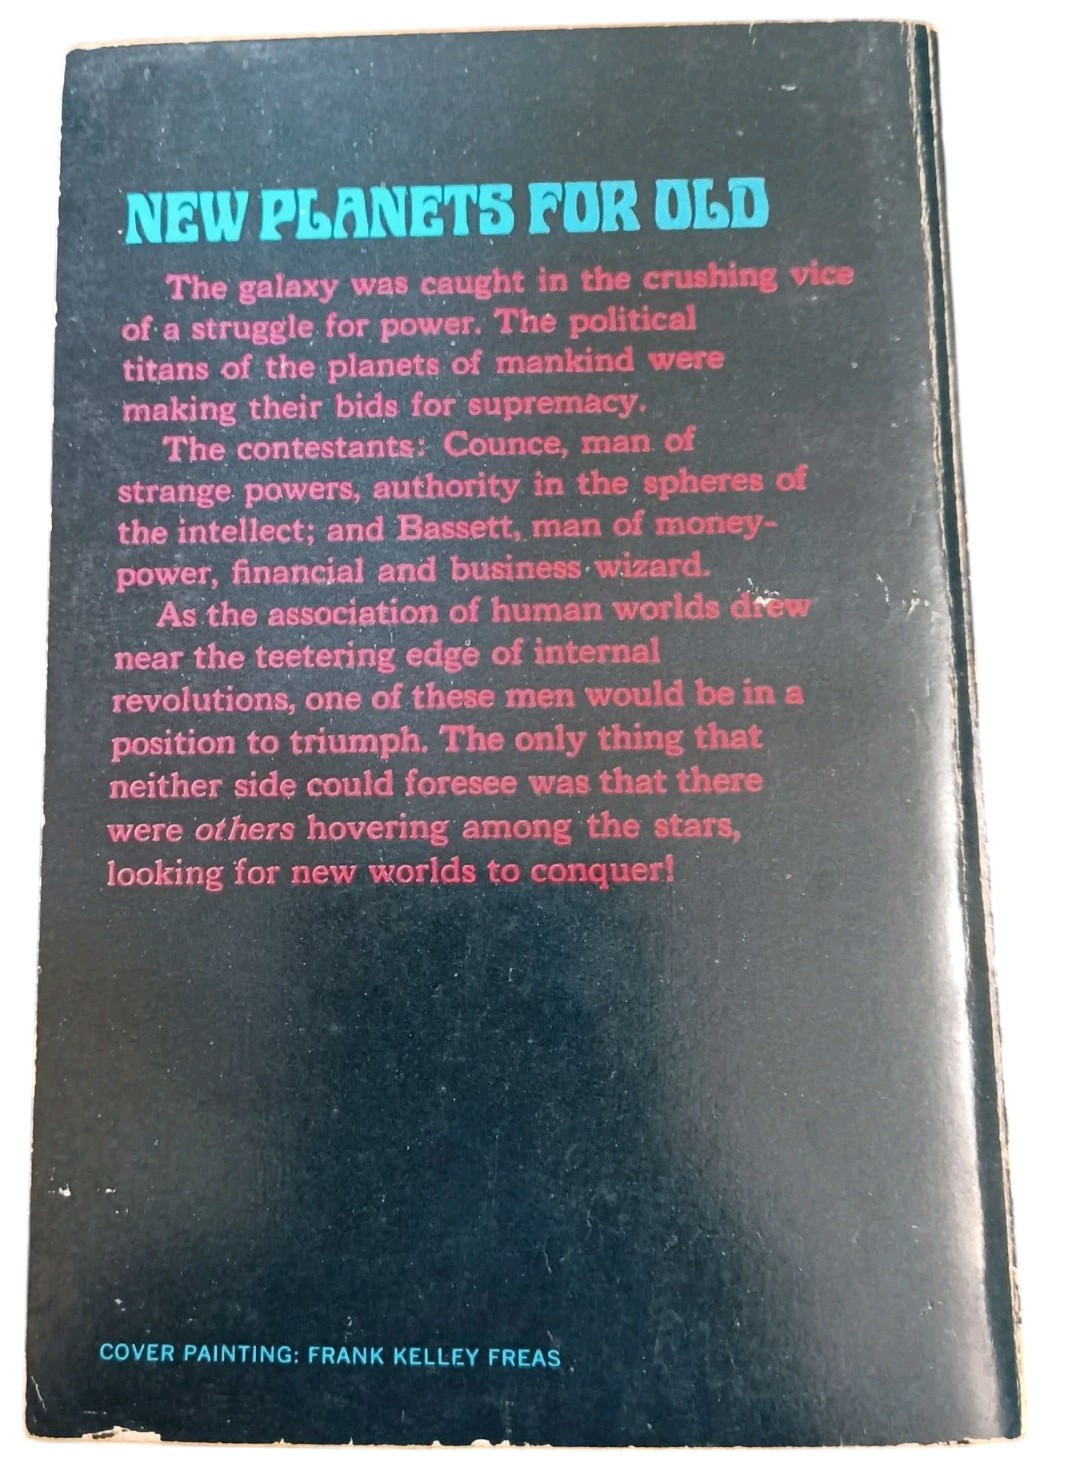 NEW PLANETS FOR OLD
The galaxy was caught in the crushing vice
of a struggle for power. The political
titans of the planets of mankind were
making their bids for supremacy.
The contestants: Counce, man of
strange powers, authority in the spheres of
the intellect; and Bassett, man of money-
power, financial and business wizard.
As the association of human worlds drew
near the teetering edge of internal
revolutions, one of these men would be in a
position to triumph. The only thing that
neither side could foresee was that there
were others hovering among the stars,
looking for new worlds to conquer!
COVER PAINTING: FRANK KELLEY FREAS